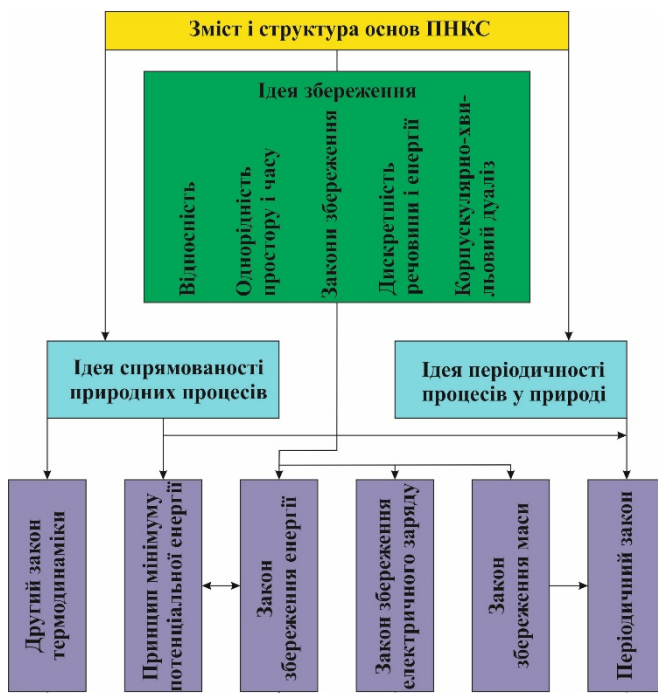 Зміст і структура основ ПНКС
Ідея збереження
Відносність
Однорідність
простору і часу
Закони збереження
Дискретність
речовини і енергії
Корпускулярно-хви-
льовий дуаліз
Ідея спрямованості
природних процесів
Ідея періодичності
процесів у природі
Другий закон
термодинаміки
Принцип мінімуму
потенціальної енергії
Закон
збереження енергії
Закон збереження
електричного заряду
Закон
збереження маси
Періодичний закон